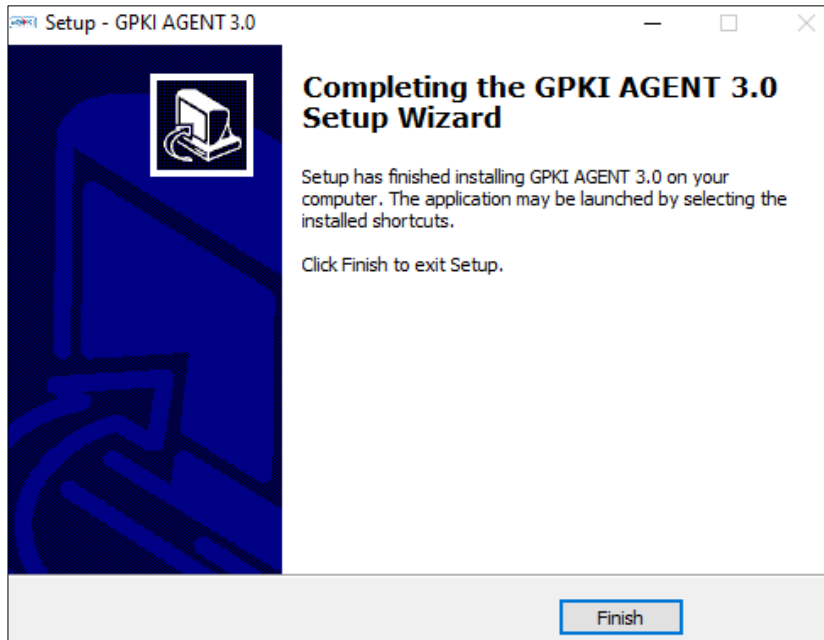 Setup - GPKI AGENT 3.0
Completing the GPKI AGENT 3.0
Setup Wizard
Setup has finished installing GPKI AGENT 3.0 on your
computer. The application may be launched by selecting the
installed shortcuts.
Click Finish to exit Setup.
Finish